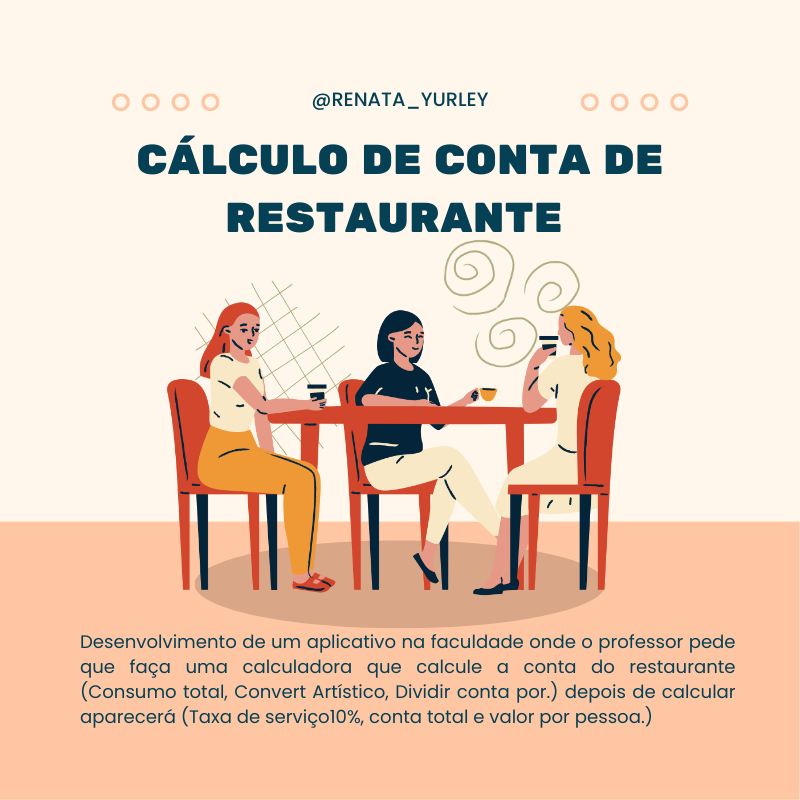 @RENATA_YURLEY
CÁLCULO DE CONTA DE
RESTAURANTE
Desenvolvimento de um aplicativo na faculdade onde o professor pede
que faça uma calculadora que calcule a conta do restaurante
(Consumo total, Convert Artístico, Dividir conta por.) depois de calcular
aparecerá (Taxa de serviço10%, conta total e valor por pessoa.)